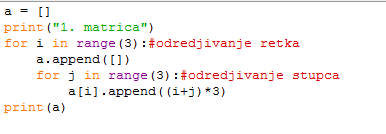 a = []
print("1. matrica")
for i in range(3):#odredjivanje retka
    a.append([])
    for j in range(3):#odredjivanje stupca
        a[i].append((i+j)*3)
print(a)